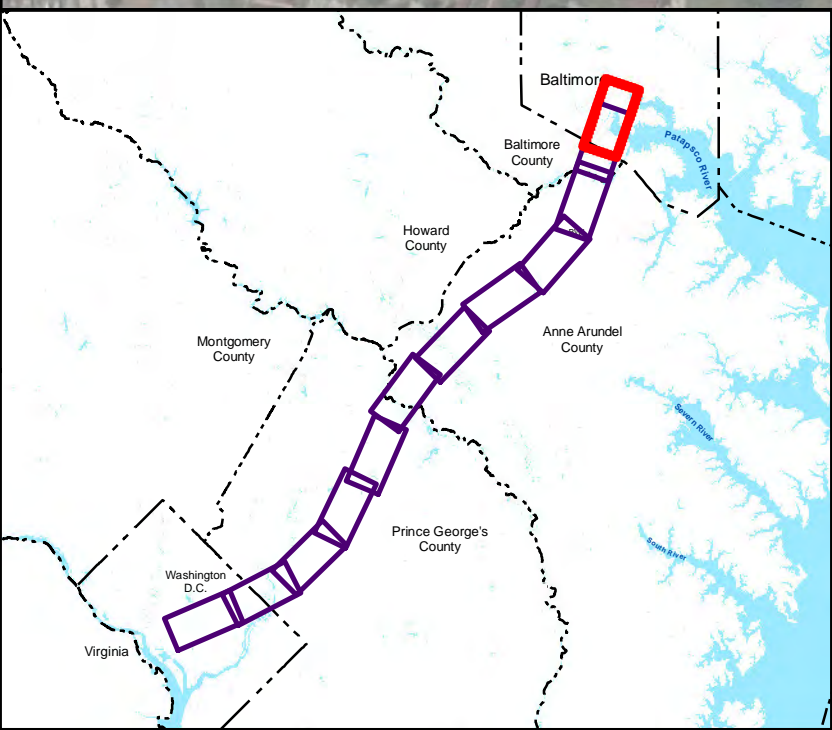 Baltimore
Patapsco River
Baltimore
County
Howard
County
Montgomery
County
Anne Arundel
County
Severn River
Prince George's
County
South River
Washington
D.C.
Virginia